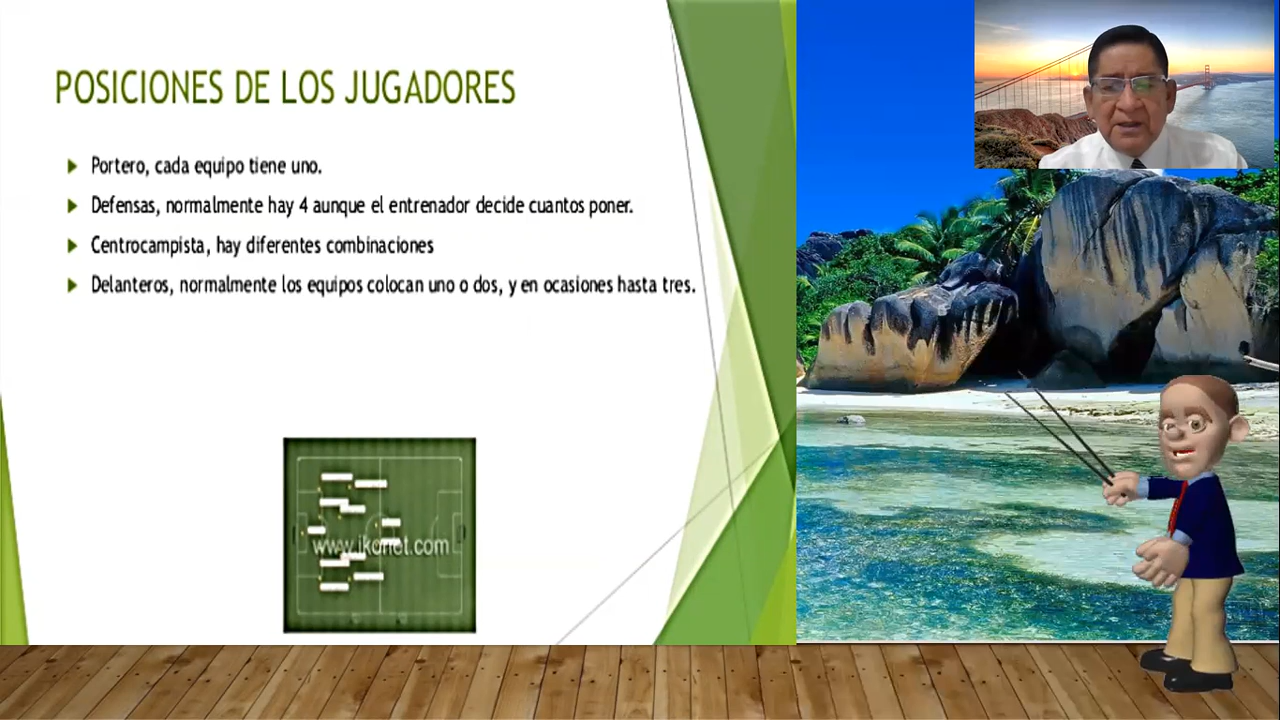 POSICIONES DE LOS JUGADORES
Portero, cada equipo tiene uno.
Defensas, normalmente hay 4 aunque el entrenador decide cuantos poner.
Centrocampista, hay diferentes combinaciones
Delanteros, normalmente los equipos colocan uno o dos, y en ocasiones hasta tres.
www.ikonet.com